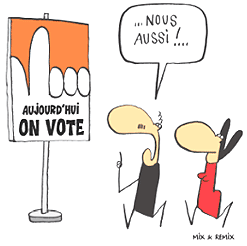 ...NOUS
AUSSI!...
AUJOURD'HUI
ON VOTE
MIX & REMIX